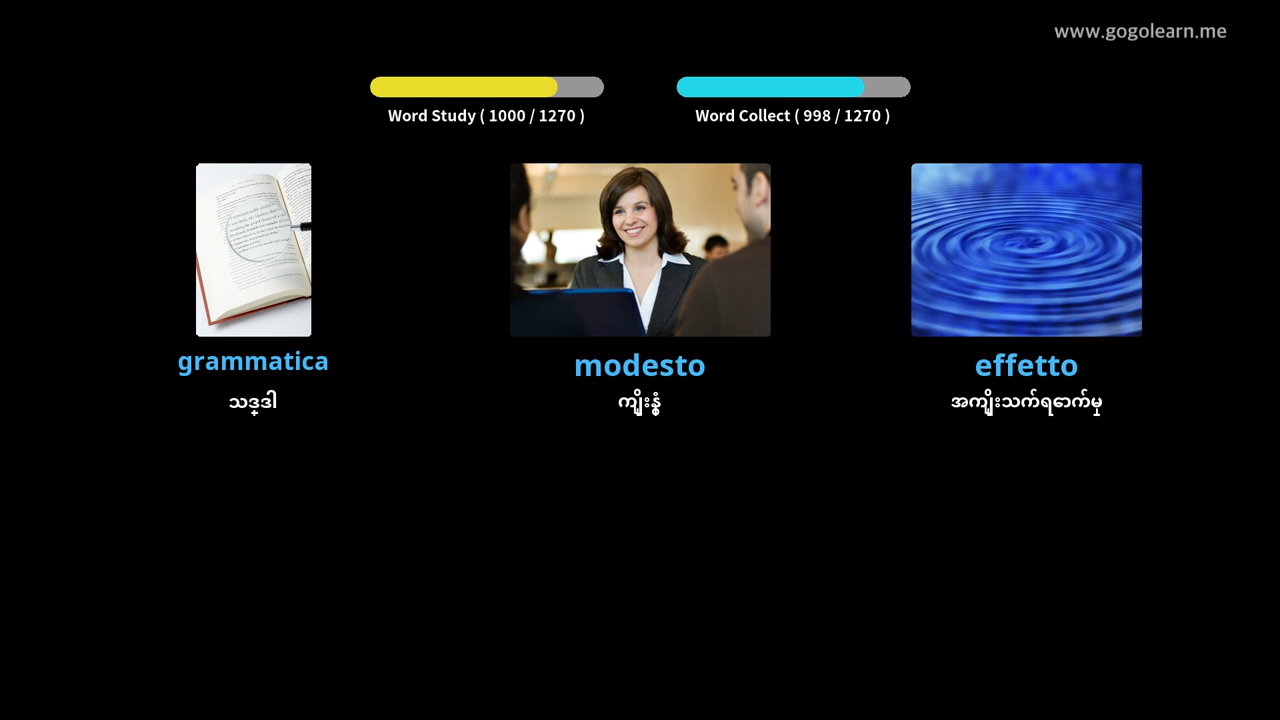 www.gogolearn.me
Word Study ( 1000 / 1270 )
Word Collect ( 998 / 1270 )
grammatica
modesto
effetto
သဒ္ဒါ
ကျိုးနွံ
အကျိုးသက်ရောက်မှု